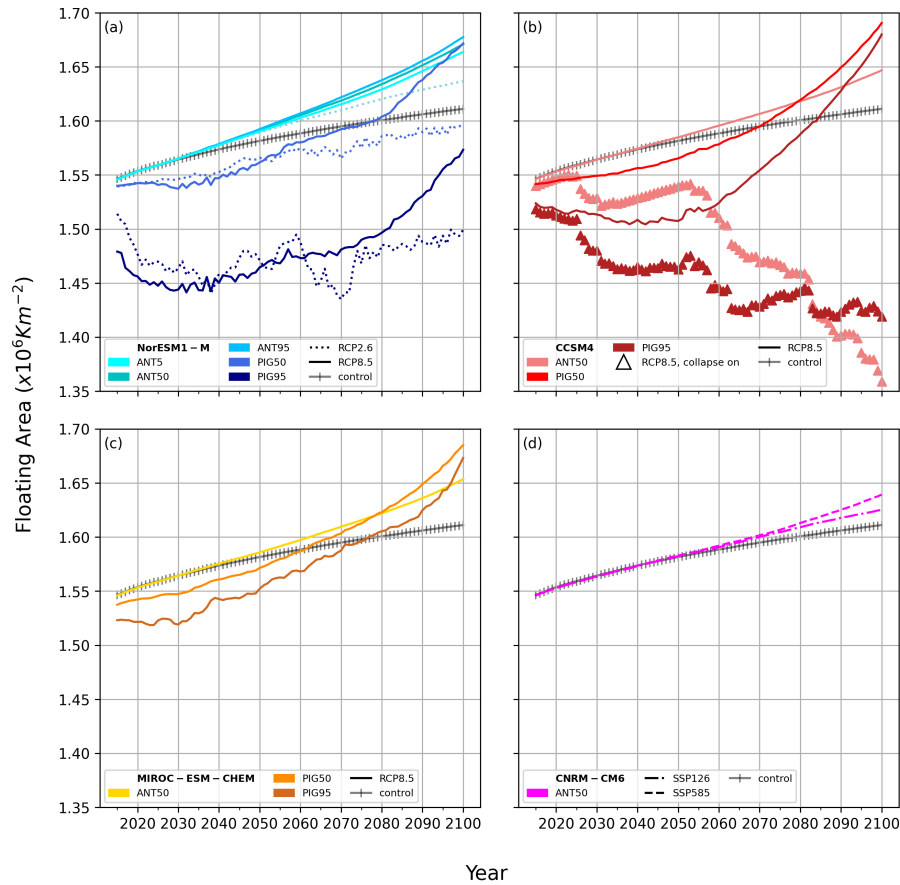 (a)
(b)
1.70
1.65
1.60
1.55
1.50
1.45
1.40
1.35
NorESM1 − M
ANT5
ANT50
ANT95
PIG50
PIG95
RCP2.6
RCP8.5
control
CCSM4
ANT50
PIG50
PIG95
RCP8.5, collapse on
RCP8.5
control
Floating Area (x10⁶Km⁻²)
(c)
(d)
1.70
1.65
1.60
1.55
1.50
1.45
1.40
1.35
MIROC − ESM − CHEM
ANT50
PIG50
PIG95
RCP8.5
control
CNRM − CM6
ANT50
SSP126
SSP585
control
2020 2030 2040 2050 2060 2070 2080 2090 2100
2020 2030 2040 2050 2060 2070 2080 2090 2100
Year